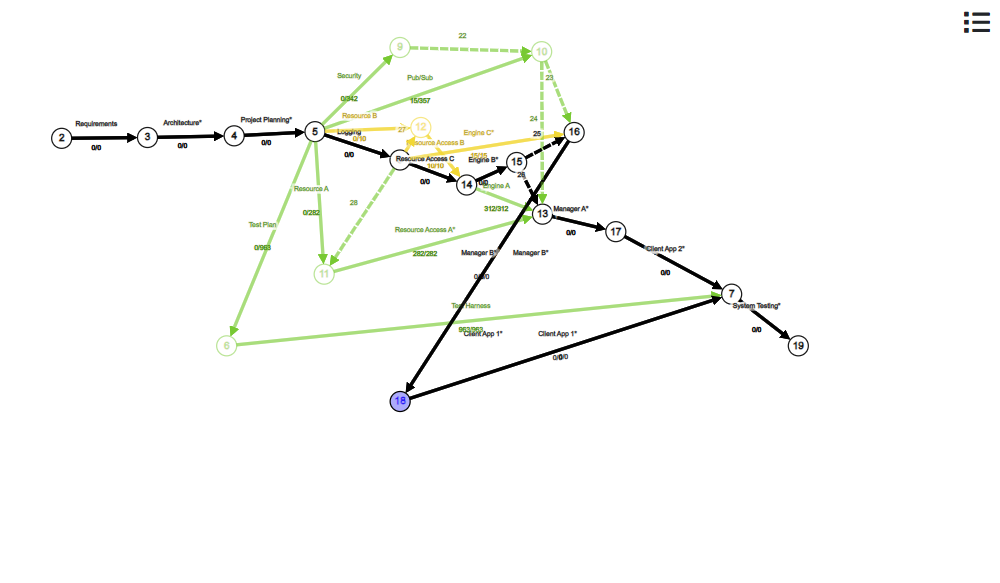 22
9
10
Security
Pub/Sub
23
0/342
15/357
Resource B
24
Requirements
Architecture*
Project Planning*
27
12
2
3
4
5
Logging
Engine C*
25
16
0/0
0/0
0/0
0/10
Resource Access B
0/0
15/15
Resource Access C
Engine B*
15
10/10
0/0
14
0/0
26
Resource A
Engine A
28
0/282
312/312
13
Manager A*
Test Plan
Resource Access A*
0/0
17
0/963
282/282
Manager B*
Manager B*
Client App 2*
11
0/0
0/0
7
Test Harness
System Testing*
963/963
Client App 1*
Client App 1*
0/0
6
0/0
19
18